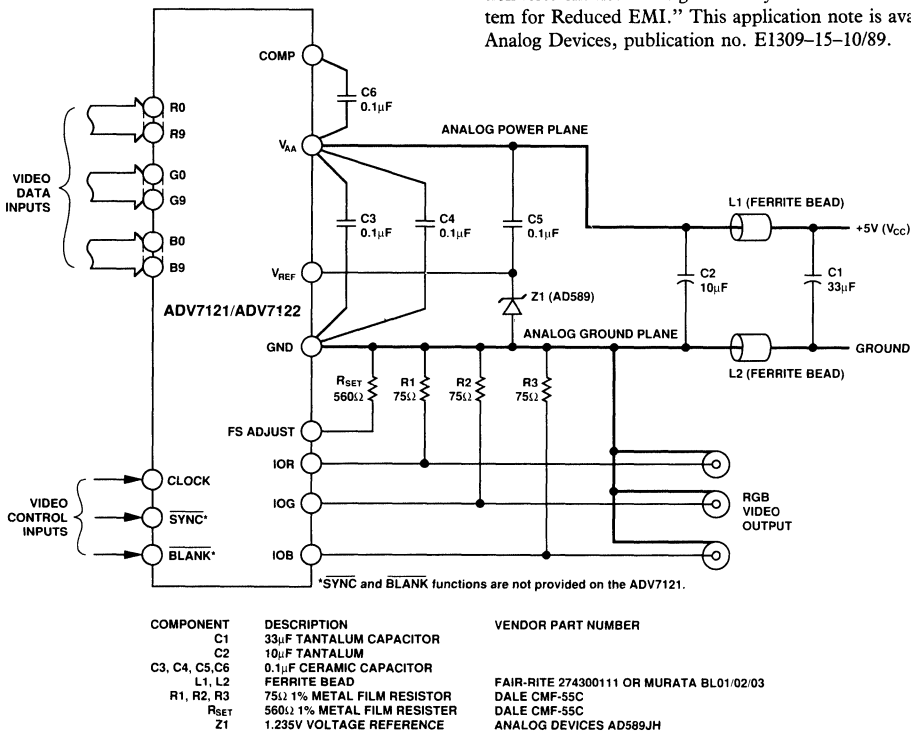 tem for Reduced EMI.” This application note is ava
Analog Devices, publication no. E1309–15–10/89.
COMP
C6
0.1µF
R0
R9
VAA
ANALOG POWER PLANE
VIDEO
DATA
INPUTS
G0
G9
L1 (FERRITE BEAD)
C3
0.1µF
C4
0.1µF
C5
0.1µF
+5V (VCC)
B0
B9
VREF
C2
10µF
C1
33µF
Z1 (AD589)
ADV7121/ADV7122
ANALOG GROUND PLANE
GND
GROUND
L2 (FERRITE BEAD)
RSET
560Ω
R1
75Ω
R2
75Ω
R3
75Ω
FS ADJUST
IOR
CLOCK
VIDEO
CONTROL
INPUTS
SYNC*
IOG
RGB
VIDEO
OUTPUT
BLANK*
IOB
*SYNC and BLANK functions are not provided on the ADV7121.
COMPONENT DESCRIPTION VENDOR PART NUMBER
C1 33µF TANTALUM CAPACITOR
C2 10µF TANTALUM
C3, C4, C5,C6 0.1µF CERAMIC CAPACITOR
L1, L2 FERRITE BEAD FAIR-RITE 274300111 OR MURATA BL01/02/03
R1, R2, R3 75Ω 1% METAL FILM RESISTOR DALE CMF-55C
RSET 560Ω 1% METAL FILM RESISTER DALE CMF-55C
Z1 1.235V VOLTAGE REFERENCE ANALOG DEVICES AD589JH